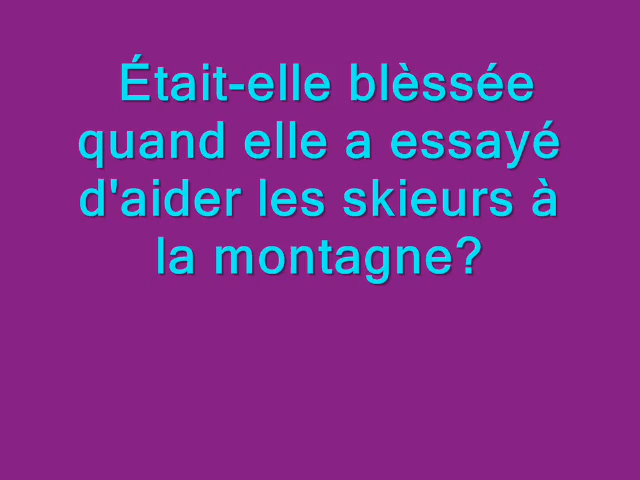 Était-elle blèssée
quand elle a essayé
d'aider les skieurs à
la montagne?